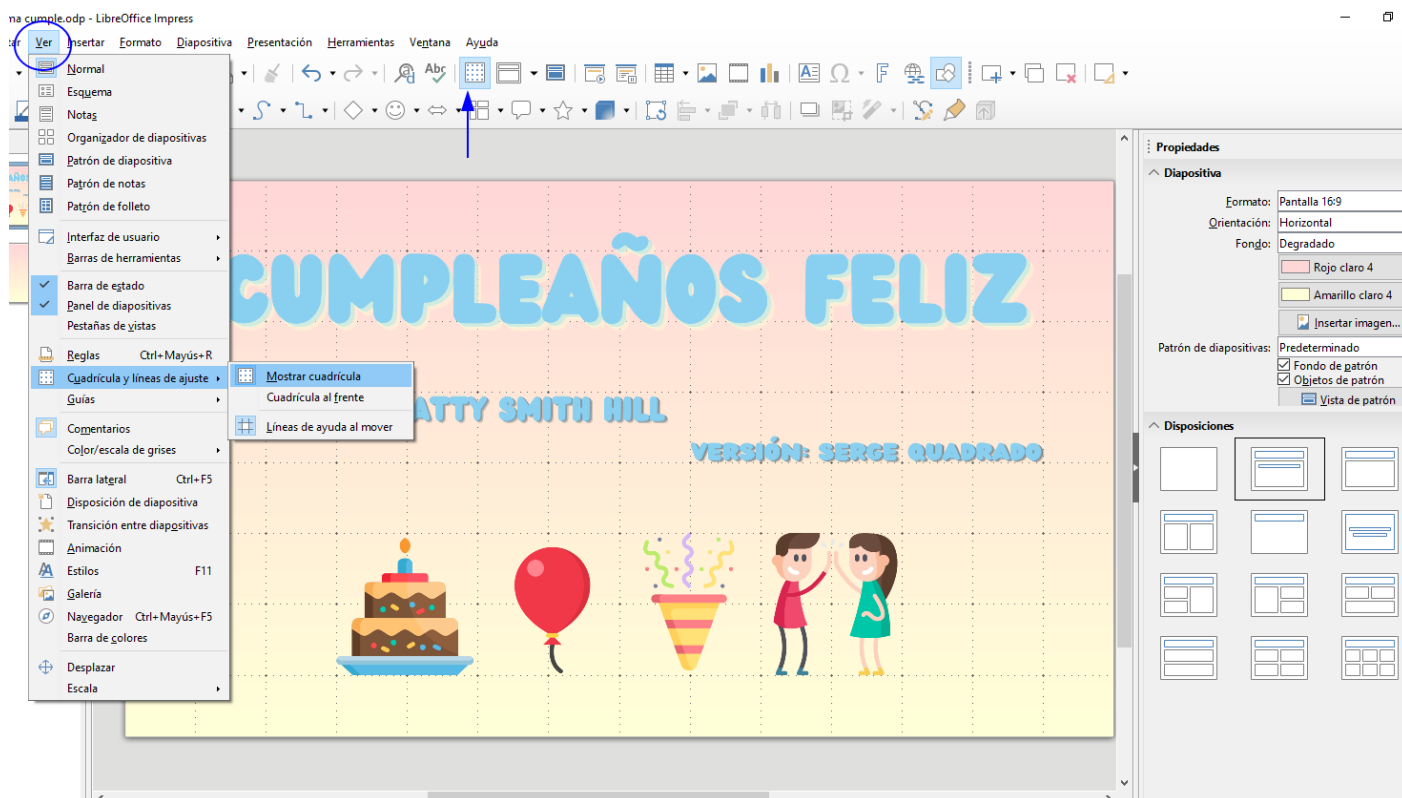 ma cumple.odp - LibreOffice Impress
Ver Insertar Formato Diapositiva Presentación Herramientas Ventana Ayuda
Normal
Esquema
Notas
Organizador de diapositivas
Patrón de diapositiva
Patrón de notas
Patrón de folleto
Interfaz de usuario
Barras de herramientas
Barra de estado
Panel de diapositivas
Pestañas de vistas
Reglas Ctrl+Mayús+R
Cuadrícula y líneas de ajuste
Guías
Comentarios
Color/escala de grises
Barra lateral Ctrl+F5
Disposición de diapositiva
Transición entre diapositivas
Animación
Estilos F11
Galería
Navegador Ctrl+Mayús+F5
Barra de colores
Desplazar
Escala
Mostrar cuadrícula
Cuadrícula al frente
Líneas de ayuda al mover
CUMPLEAÑOS FELIZ
ATTY SMITH HILL
VERSIÓN: SERGE QUADRADO
Propiedades
Diapositiva
Formato: Pantalla 16:9
Orientación: Horizontal
Fondo: Degradado
Rojo claro 4
Amarillo claro 4
Insertar imagen...
Patrón de diapositivas: Predeterminado
Fondo de patrón
Objetos de patrón
Vista de patrón
Disposiciones